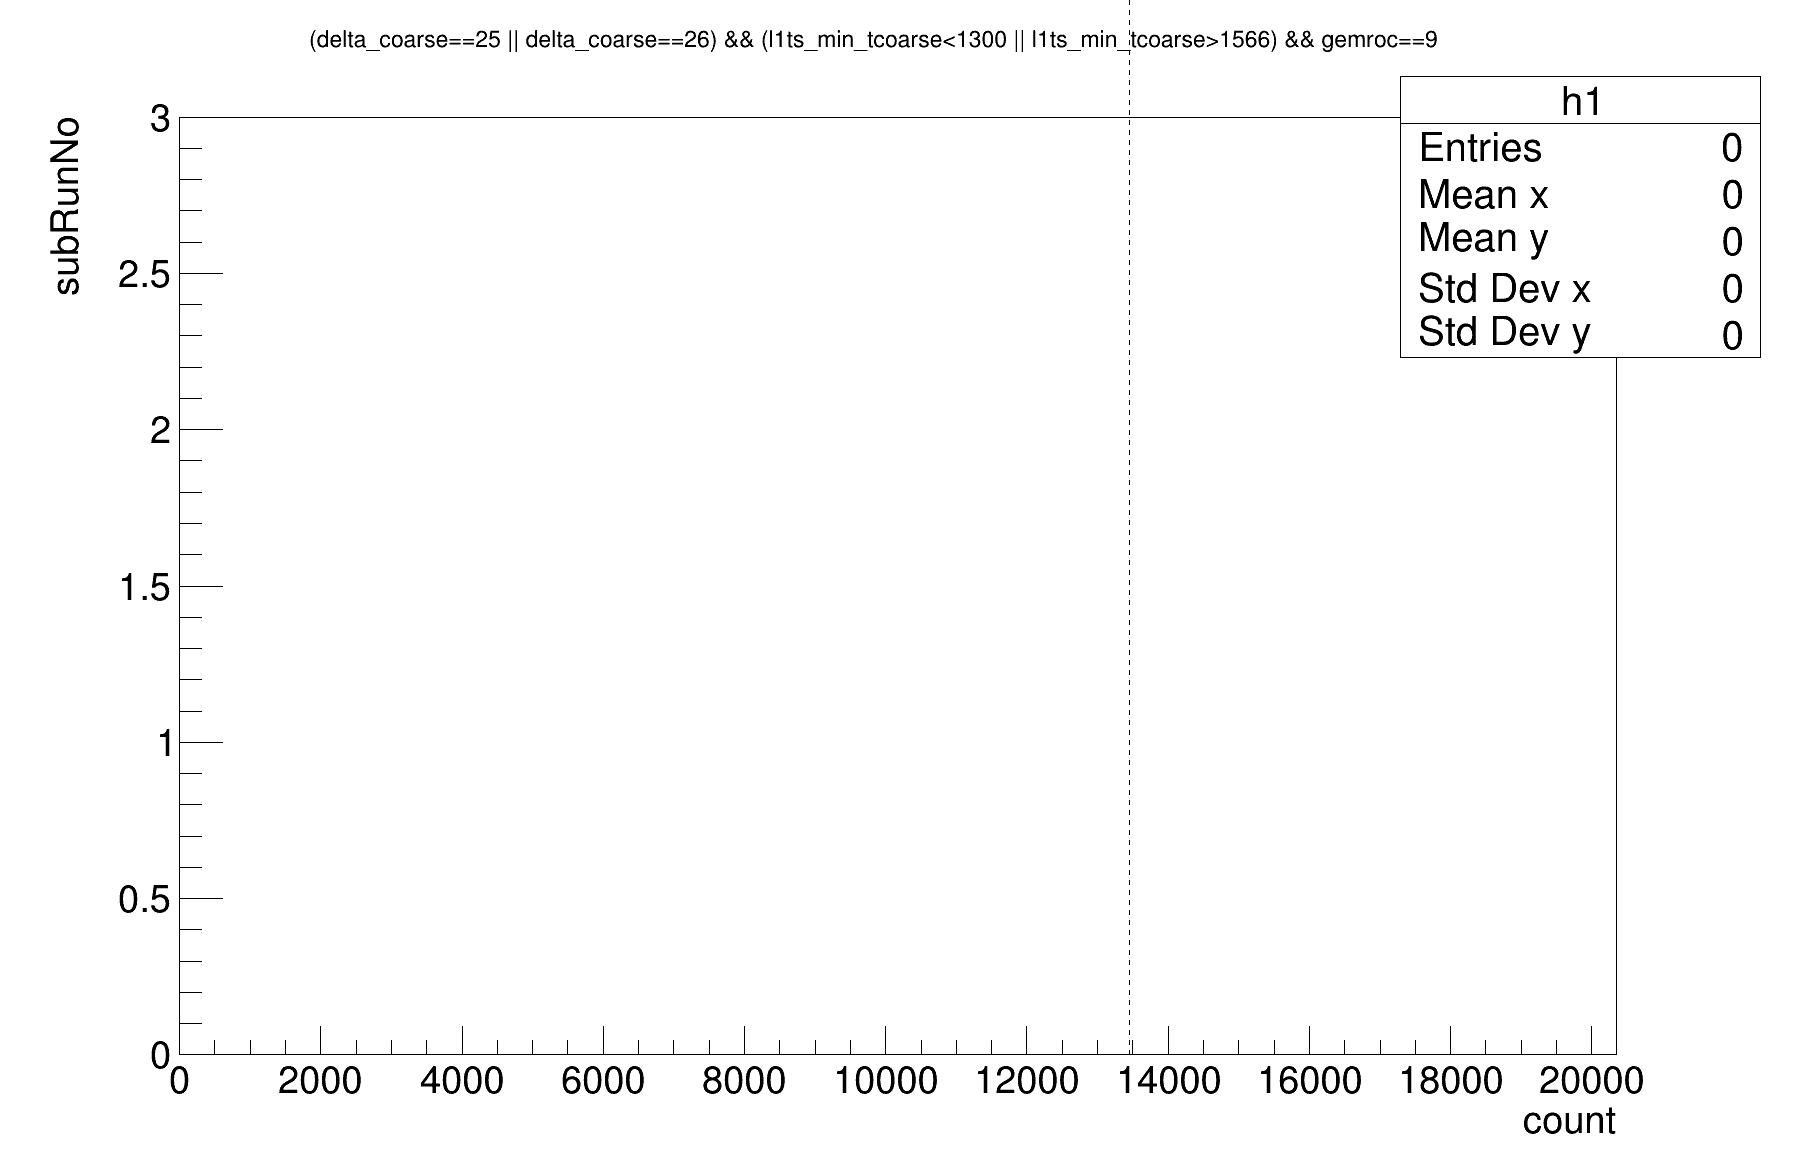 (delta_coarse==25 || delta_coarse==26) && (l1ts_min_tcoarse<1300 || l1ts_min_tcoarse>1566) && gemroc==9
h1
Entries 0
Mean x 0
Mean y 0
Std Dev x 0
Std Dev y 0
subRunNo
3
2.5
2
1.5
1
0.5
0
0 2000 4000 6000 8000 10000 12000 14000 16000 18000 20000
count